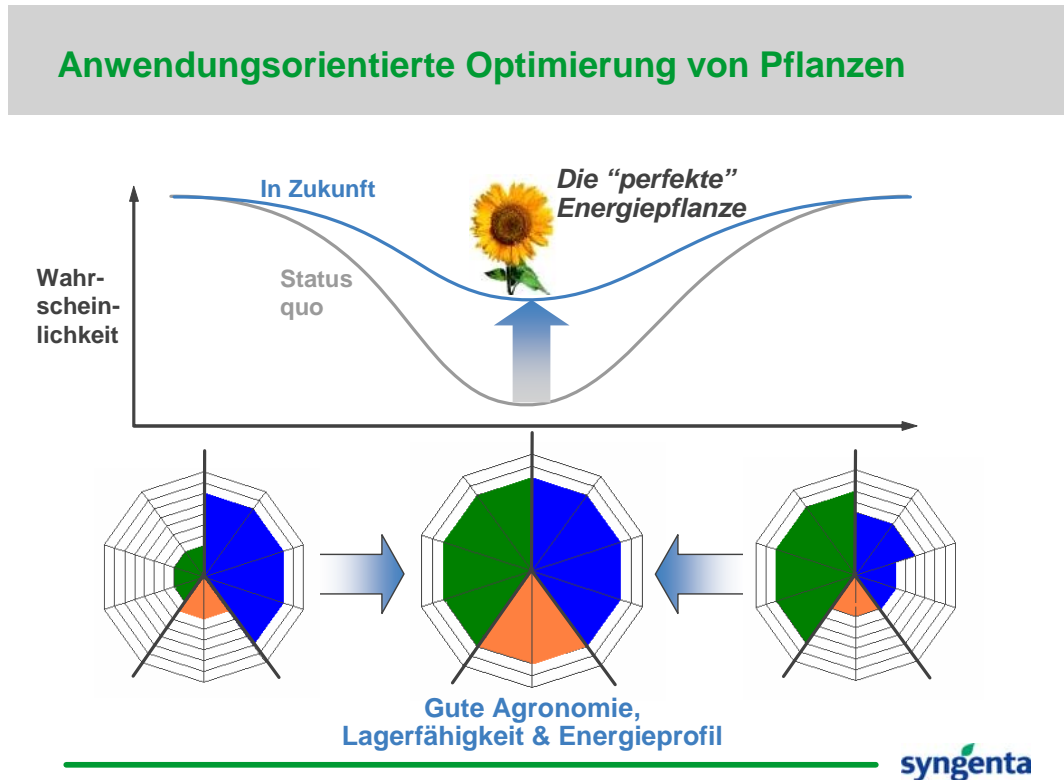 Anwendungsorientierte Optimierung von Pflanzen
In Zukunft
Die “perfekte”
Energiepflanze
Wahr-
schein-
lichkeit
Status
quo
Gute Agronomie,
Lagerfähigkeit & Energieprofil
syngenta